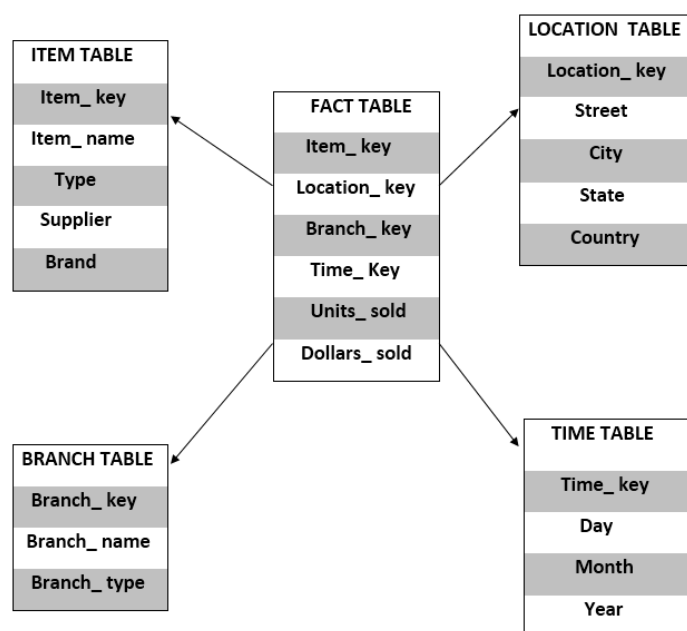 ITEM TABLE
Item_ key
Item_ name
Type
Supplier
Brand
FACT TABLE
Item_ key
Location_ key
Branch_ key
Time_ Key
Units_ sold
Dollars_ sold
LOCATION  TABLE
Location_ key
Street
City
State
Country
BRANCH TABLE
Branch_ key
Branch_ name
Branch_ type
TIME TABLE
Time_ key
Day
Month
Year